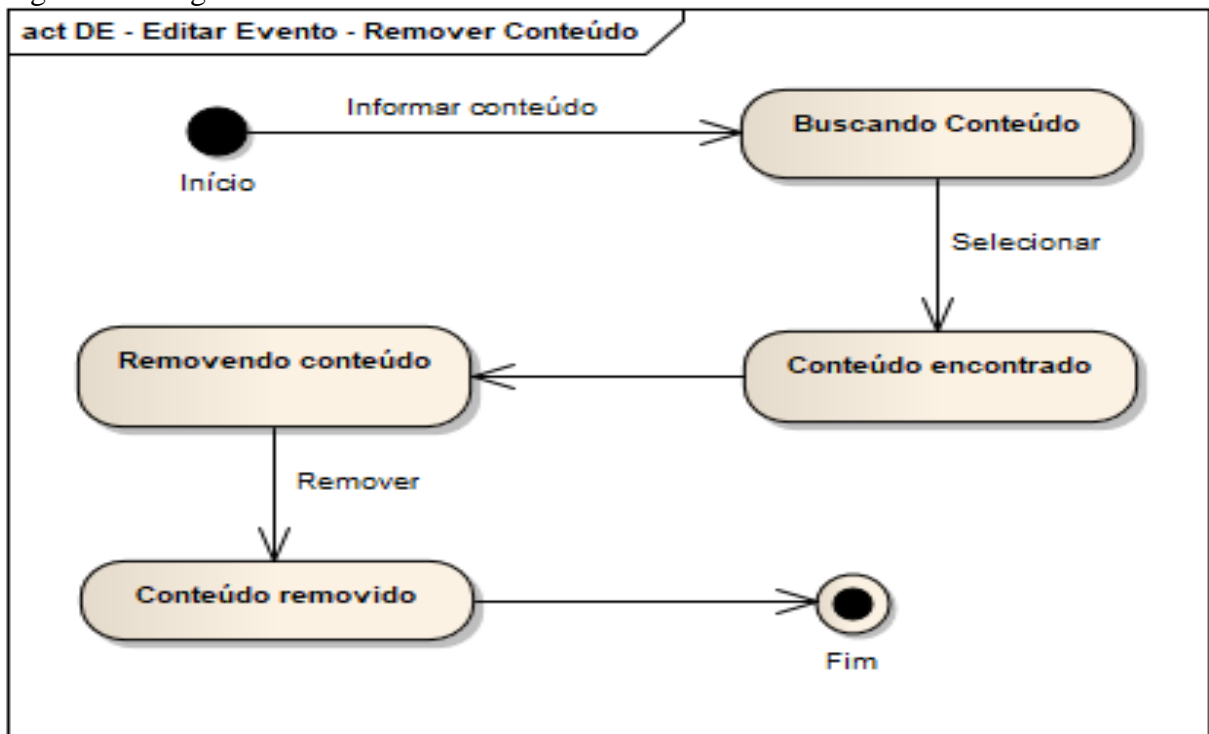 act DE - Editar Evento - Remover Conteúdo
Informar conteúdo
Buscando Conteúdo
Início
Selecionar
Removendo conteúdo
Conteúdo encontrado
Remover
Conteúdo removido
Fim